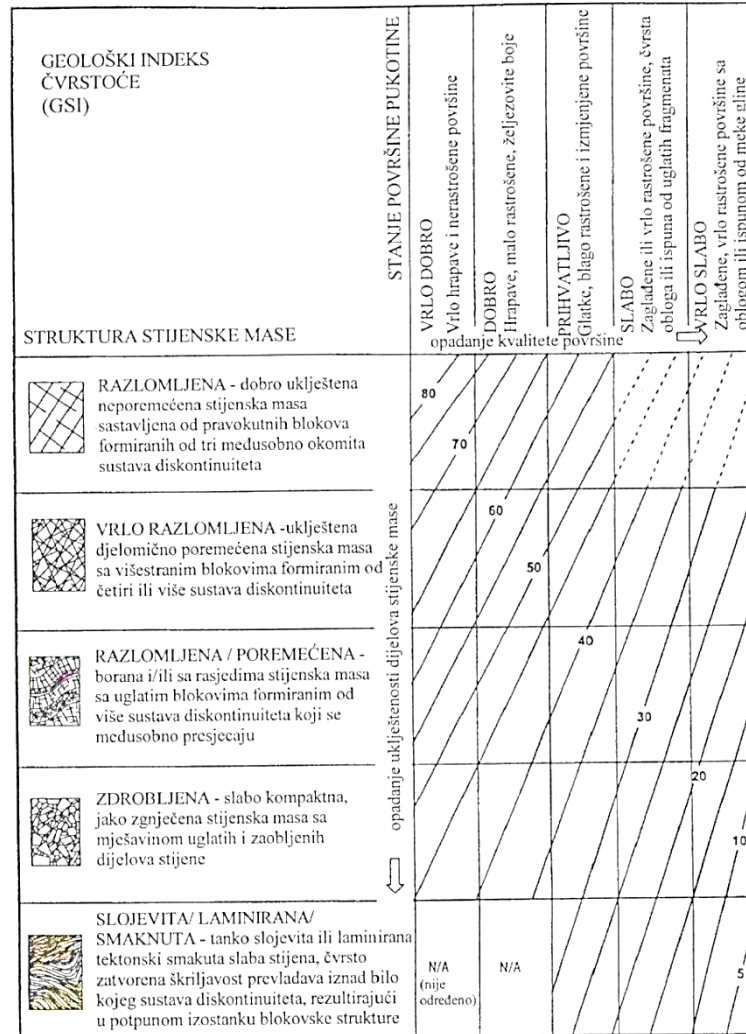 GEOLOŠKI INDEKS
ČVRSTOĆE
(GSI)
STANJE POVRŠINE PUKOTINE
VRLO DOBRO
Vrlo hrapave i nerastrošene površine
DOBRO
Hrapave, malo rastrošene, željezovite boje
PRIHVATLJIVO
Glatke, blago rastrošene i izmjenjene površine
SLABO
Zaglađene ili vrlo rastrošene površine, čvrsta
obloga ili ispuna od uglatih fragmenata
VRLO SLABO
Zaglađene, vrlo rastrošene površine sa
oblogom ili ispunom od meke gline
STRUKTURA STIJENSKE MASE
opadanje kvalitete površine
RAZLOMLJENA - dobro uklještena
neporemećena stijenska masa
sastavljena od pravokutnih blokova
formiranih od tri međusobno okomita
sustava diskontinuiteta
80
70
VRLO RAZLOMLJENA -uklještena
djelomično poremećena stijenska masa
sa višestranim blokovima formiranim od
četiri ili više sustava diskontinuiteta
60
50
opadanje uklještenosti dijelova stijenske mase
RAZLOMLJENA / POREMEĆENA -
borana i/ili sa rasjedima stijenska masa
sa uglatim blokovima formiranim od
više sustava diskontinuiteta koji se
međusobno presjecaju
40
30
ZDROBLJENA - slabo kompaktna,
jako zgnječena stijenska masa sa
mješavinom uglatih i zaobljenih
dijelova stijene
20
10
SLOJEVITA/ LAMINIRANA/
SMAKNUTA - tanko slojevita ili laminirana
tektonski smakuta slaba stijena, čvrsto
zatvorena škriljavost prevladava iznad bilo
kojeg sustava diskontinuiteta, rezultirajući
u potpunom izostanku blokovske strukture
N/A
(nije
određeno)
N/A
5